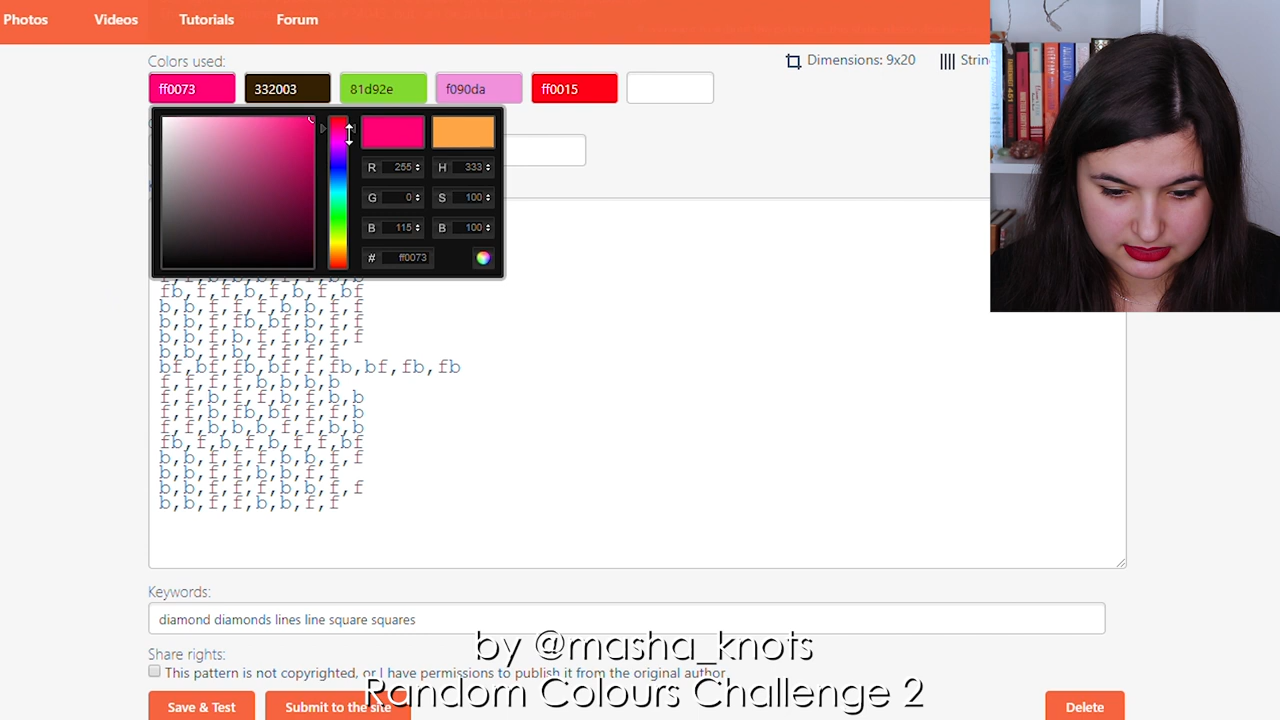 Photos Videos Tutorials Forum
Colors used:
Dimensions: 9x20
ff0073 332003 81d92e f090da ff0015
R 255 H 333
G 0 S 100
B 115 B 100
# ff0073
fb,f,f,b,f,b,f,bf
b,b,f,f,f,b,b,f,f
b,b,f,fb,bf,b,f,f
b,b,f,b,f,f,b,f,f
b,b,f,b,f,f,f,f
bf,bf,fb,bf,f,fb,bf,fb,fb
f,f,f,f,b,b,b,b
f,f,b,f,f,b,f,b,b
f,f,b,fb,bf,f,f,b
f,f,b,b,b,f,f,b,b
fb,f,b,f,b,f,f,bf
b,b,f,f,f,b,b,f,f
b,b,f,f,b,b,f,f
b,b,f,f,f,b,b,f,f
b,b,f,f,b,b,f,f
Keywords:
diamond diamonds lines line square squares
Share rights:
This pattern is not copyrighted, or I have permissions to publish it from the original author
by @masha_knots
Random Colours Challenge 2
Save & Test Submit to the site Delete